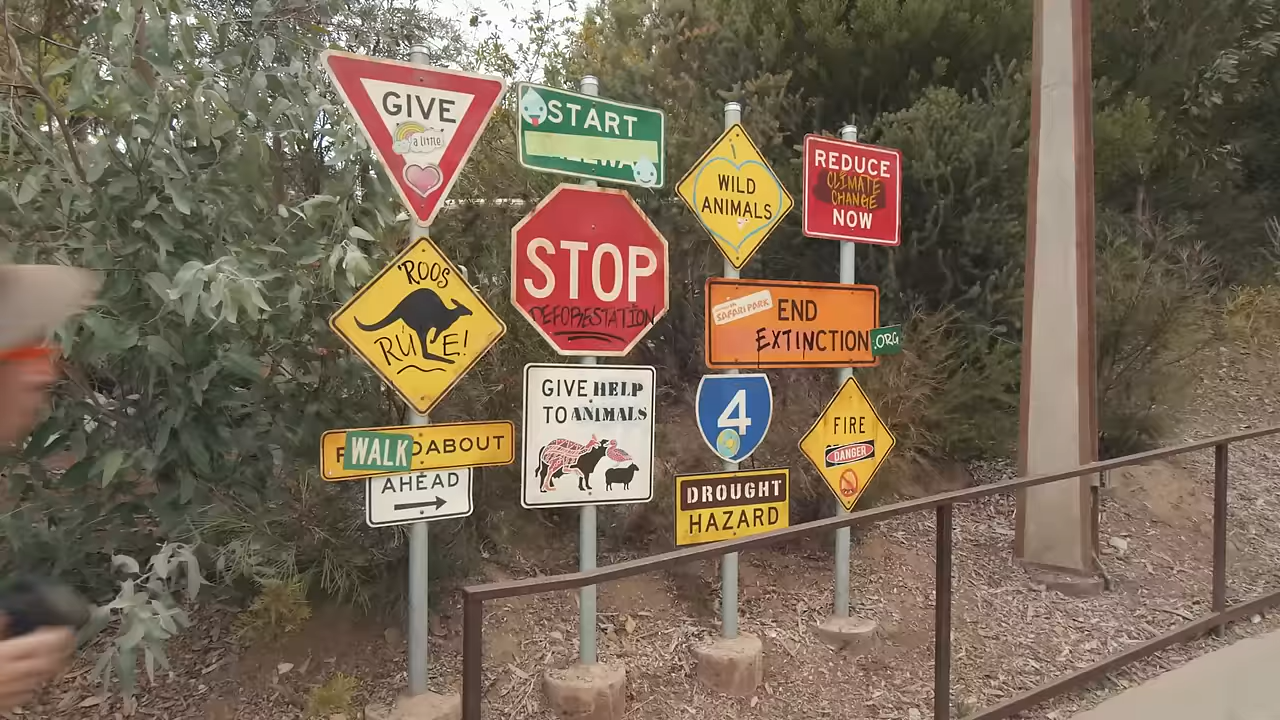 GIVE
a little
'ROOS
RULE!
WALK DABOUT
AHEAD
START
STOP
DEFORESTATION
GIVE HELP
TO ANIMALS
WILD
ANIMALS
REDUCE
CLIMATE
CHANGE
NOW
SAFARI PARK
END
EXTINCTION
.ORG
4
DROUGHT
HAZARD
FIRE
DANGER